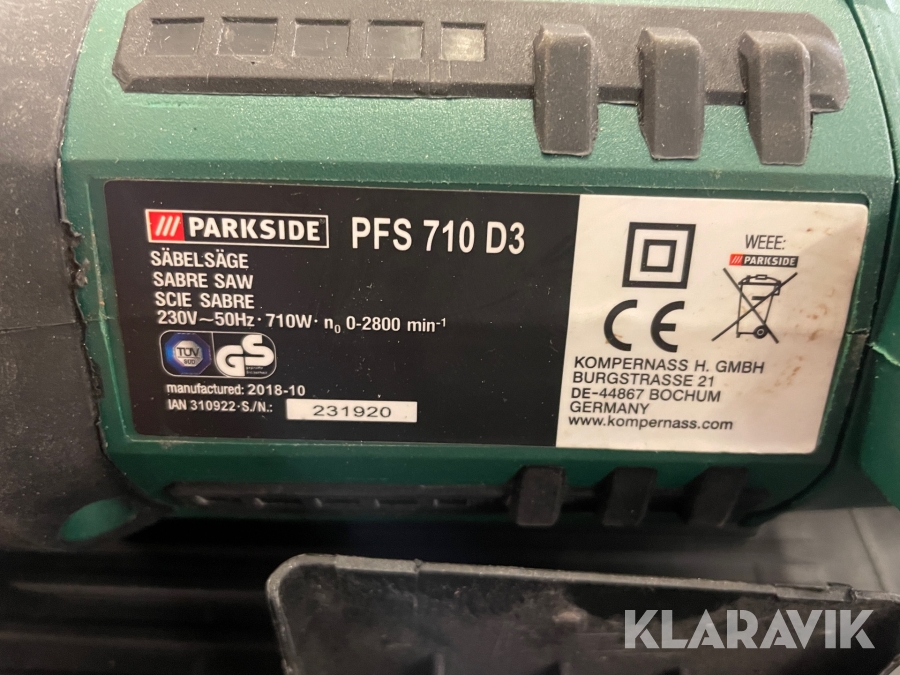 PARKSIDE PFS 710 D3
SÄBELSÄGE
SABRE SAW
SCIE SABRE
230V~50Hz · 710W · n₀ 0-2800 min⁻¹
TÜV
SÜD
GS
manufactured: 2018-10
IAN 310922 · S./N.: 231920
WEEE:
PARKSIDE
CE
KOMPERNASS H. GMBH
BURGSTRASSE 21
DE-44867 BOCHUM
GERMANY
www.kompernass.com
KLARAVIK